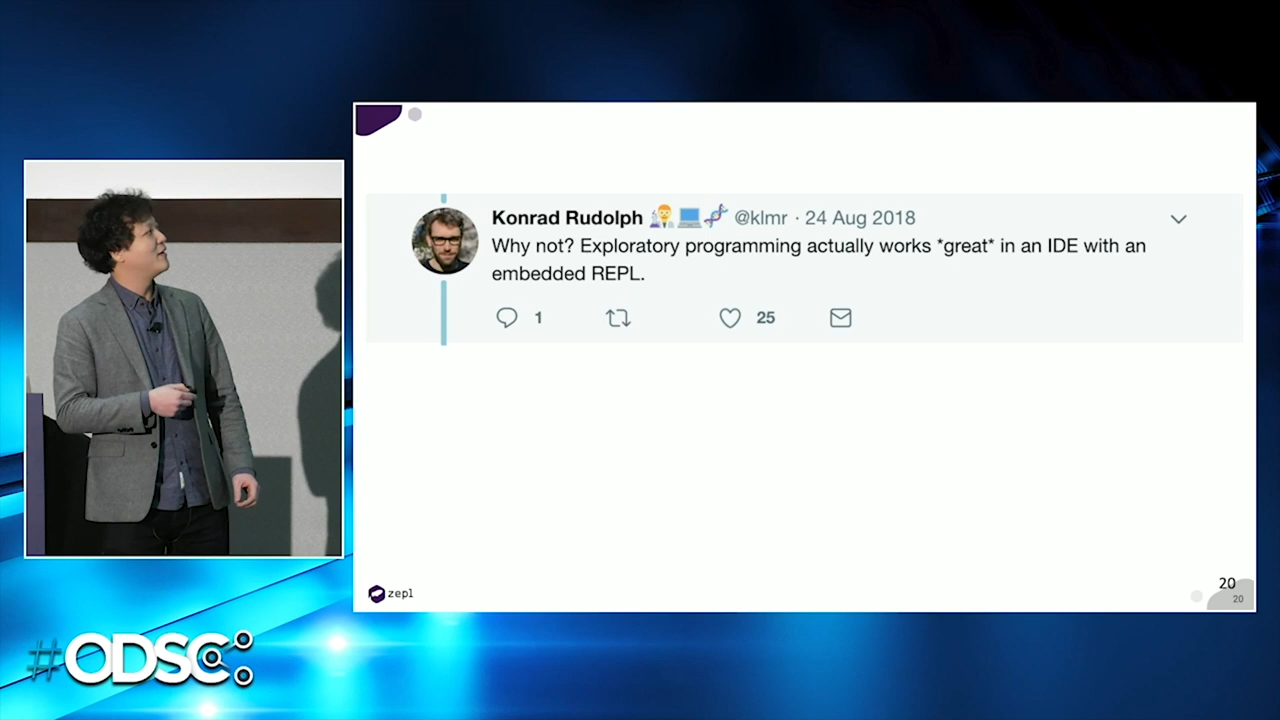 Konrad Rudolph 👨‍🔬💻🧬 @klmr · 24 Aug 2018
Why not? Exploratory programming actually works *great* in an IDE with an
embedded REPL.
1 25
zepl
20
20
#ODSC